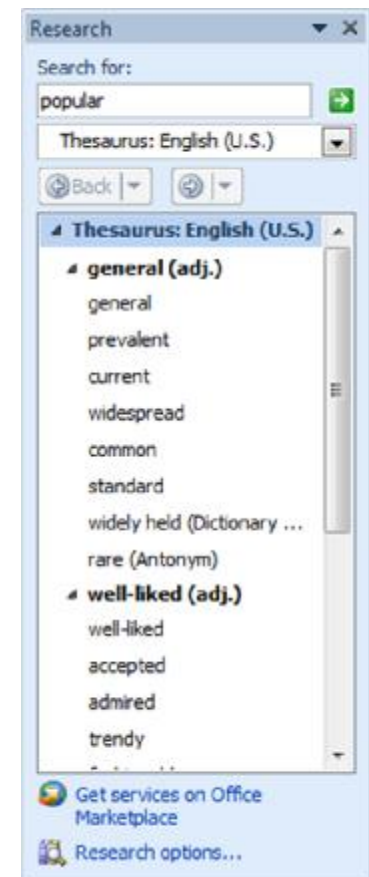 Research
Search for:
popular
Thesaurus: English (U.S.)
Back
Thesaurus: English (U.S.)
general (adj.)
general
prevalent
current
widespread
common
standard
widely held (Dictionary ...
rare (Antonym)
well-liked (adj.)
well-liked
accepted
admired
trendy
Get services on Office
Marketplace
Research options...